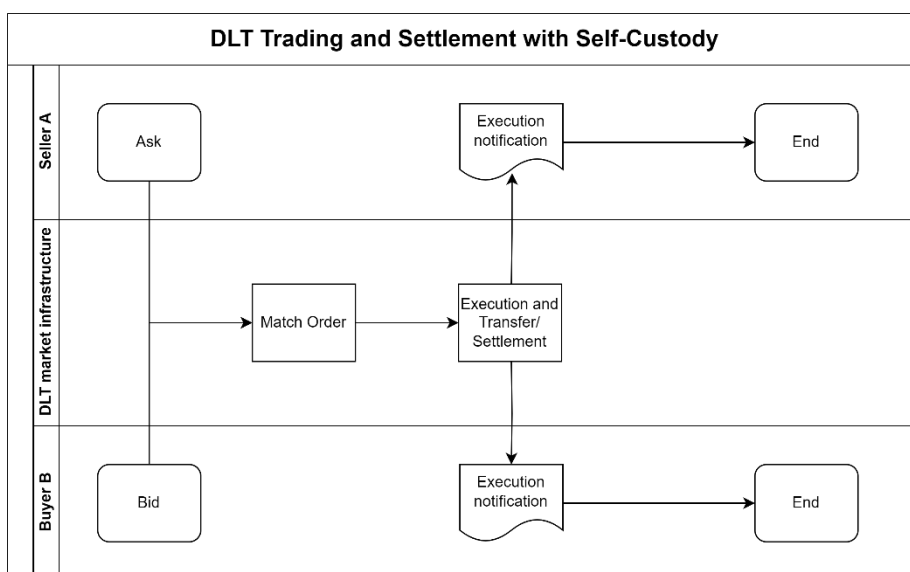 DLT Trading and Settlement with Self-Custody
Seller A
Ask
Execution
notification
End
DLT market infrastructure
Match Order
Execution and
Transfer/
Settlement
Buyer B
Bid
Execution
notification
End